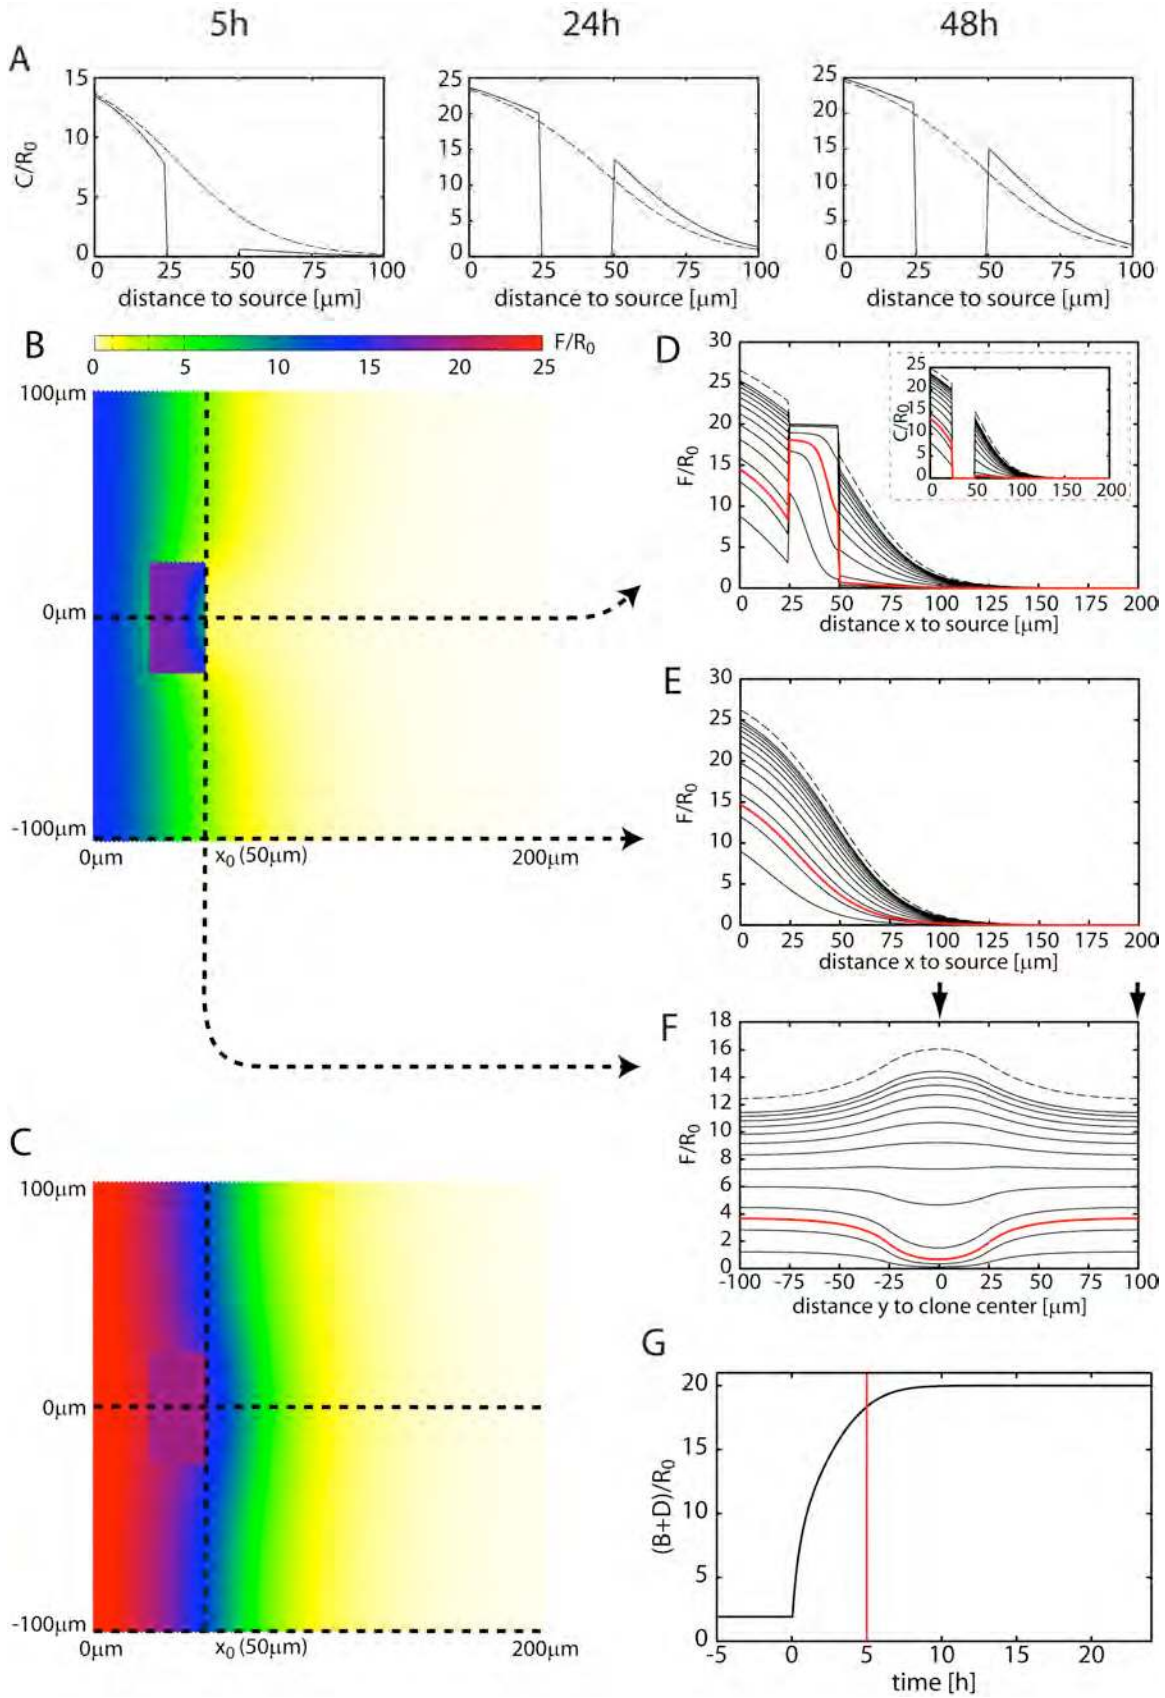 5h 24h 48h
A
C/R0
15
10
5
0
0 25 50 75 100
distance to source [μm]
25
20
15
10
5
0
0 25 50 75 100
distance to source [μm]
25
20
15
10
5
0
0 25 50 75 100
distance to source [μm]
B
F/R0
0 5 10 15 20 25
100μm
0μm
-100μm
0μm x0 (50μm) 200μm
D
F/R0
30
25
20
15
10
5
0
0 25 50 75 100 125 150 175 200
distance x to source [μm]
C/R0
25
20
15
10
5
0
0 50 100 150 200
E
F/R0
30
25
20
15
10
5
0
0 25 50 75 100 125 150 175 200
distance x to source [μm]
F
F/R0
18
16
14
12
10
8
6
4
2
0
-100 -75 -50 -25 0 25 50 75 100
distance y to clone center [μm]
C
100μm
0μm
-100μm
0μm x0 (50μm) 200μm
G
(B+D)/R0
20
15
10
5
0
-5 0 5 10 15 20
time [h]